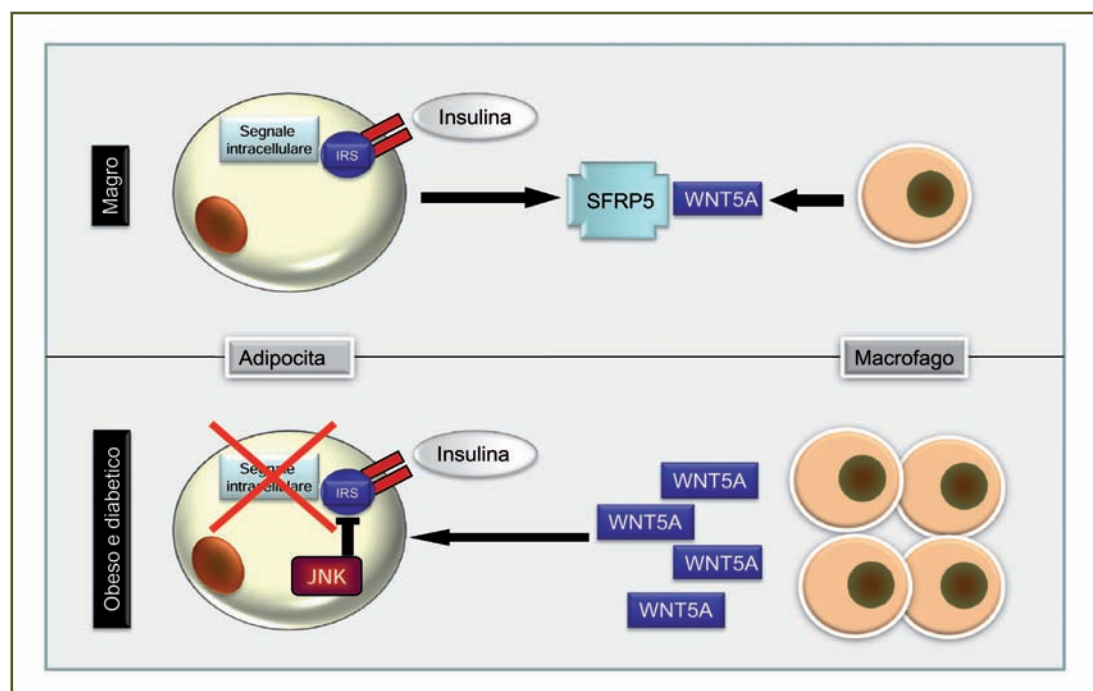 Magro
Segnale
intracellulare
IRS
Insulina
SFRP5
WNT5A
Adipocita
Macrofago
Obeso e diabetico
Segnale
intracellulare
IRS
Insulina
JNK
WNT5A
WNT5A
WNT5A
WNT5A